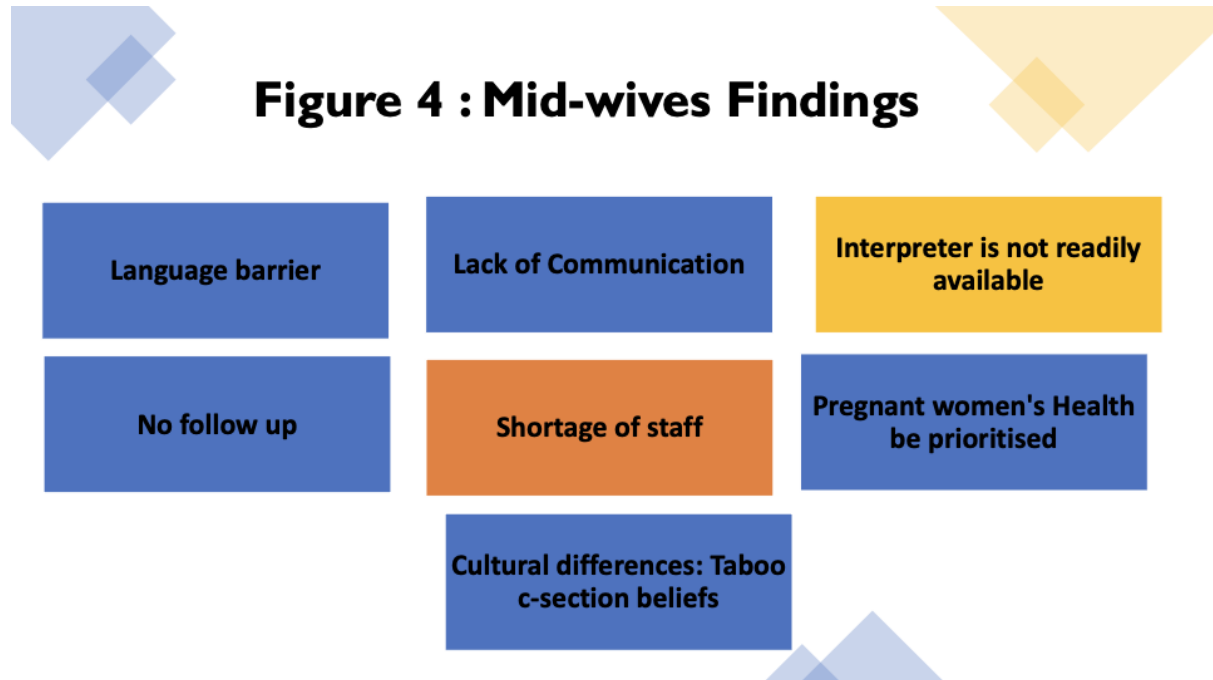 Figure 4 : Mid-wives Findings
Language barrier
Lack of Communication
Interpreter is not readily
available
No follow up
Shortage of staff
Pregnant women's Health
be prioritised
Cultural differences: Taboo
c-section beliefs